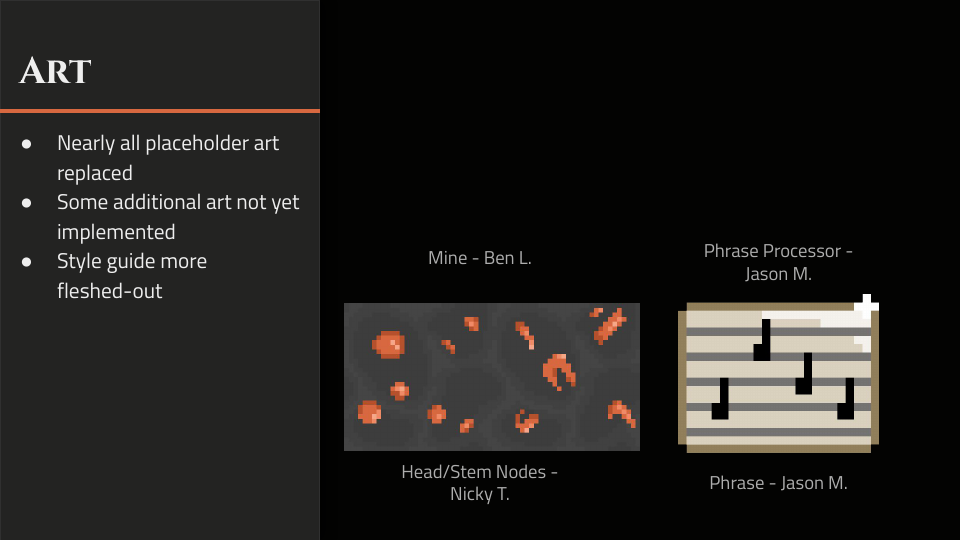 Art
● Nearly all placeholder art
replaced
● Some additional art not yet
implemented
● Style guide more
fleshed-out
Mine - Ben L.
Phrase Processor -
Jason M.
Head/Stem Nodes -
Nicky T.
Phrase - Jason M.